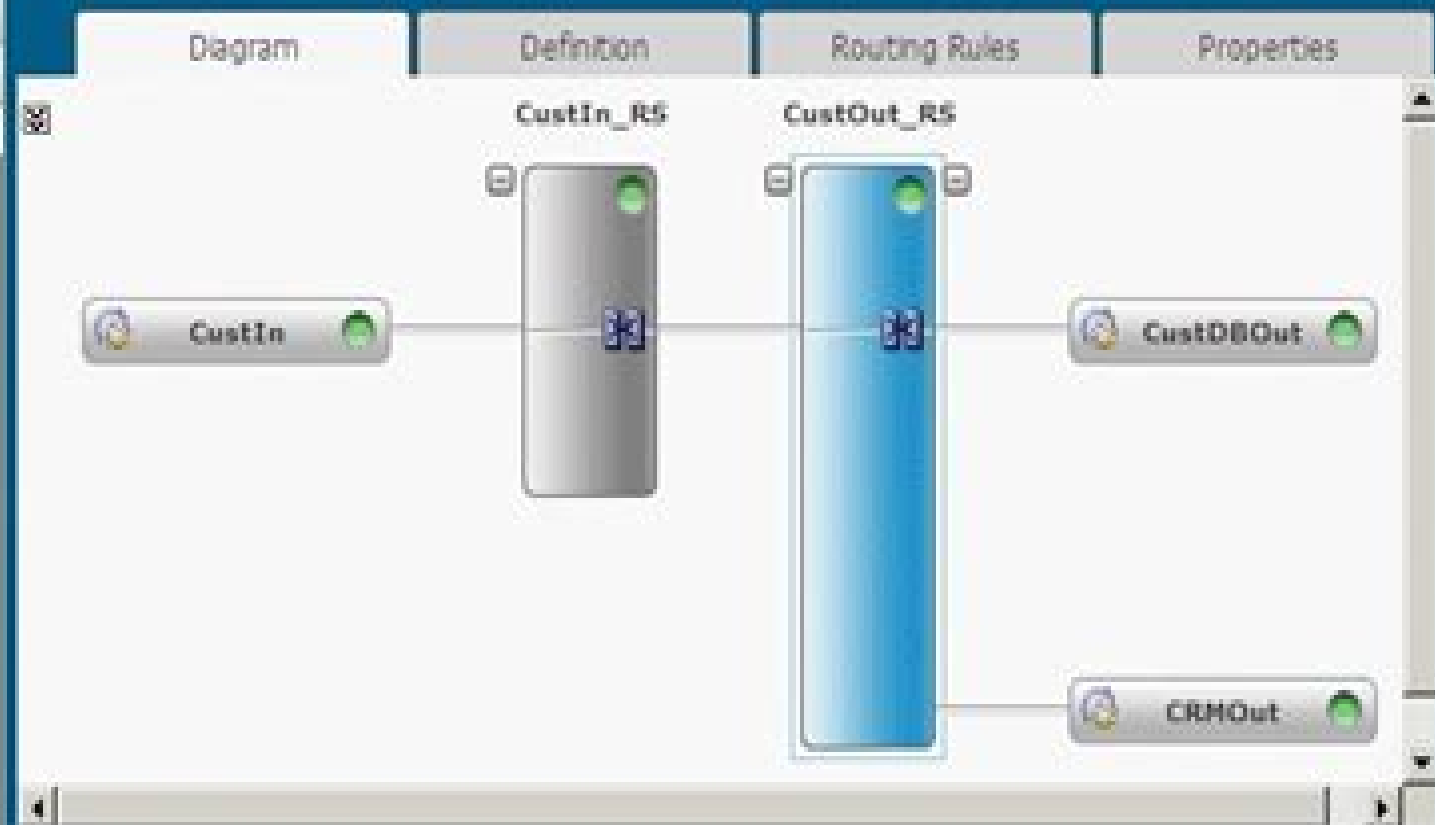 Diagram Definition Routing Rules Properties
CustIn_RS CustOut_RS
CustIn CustDBOut
CRMOut